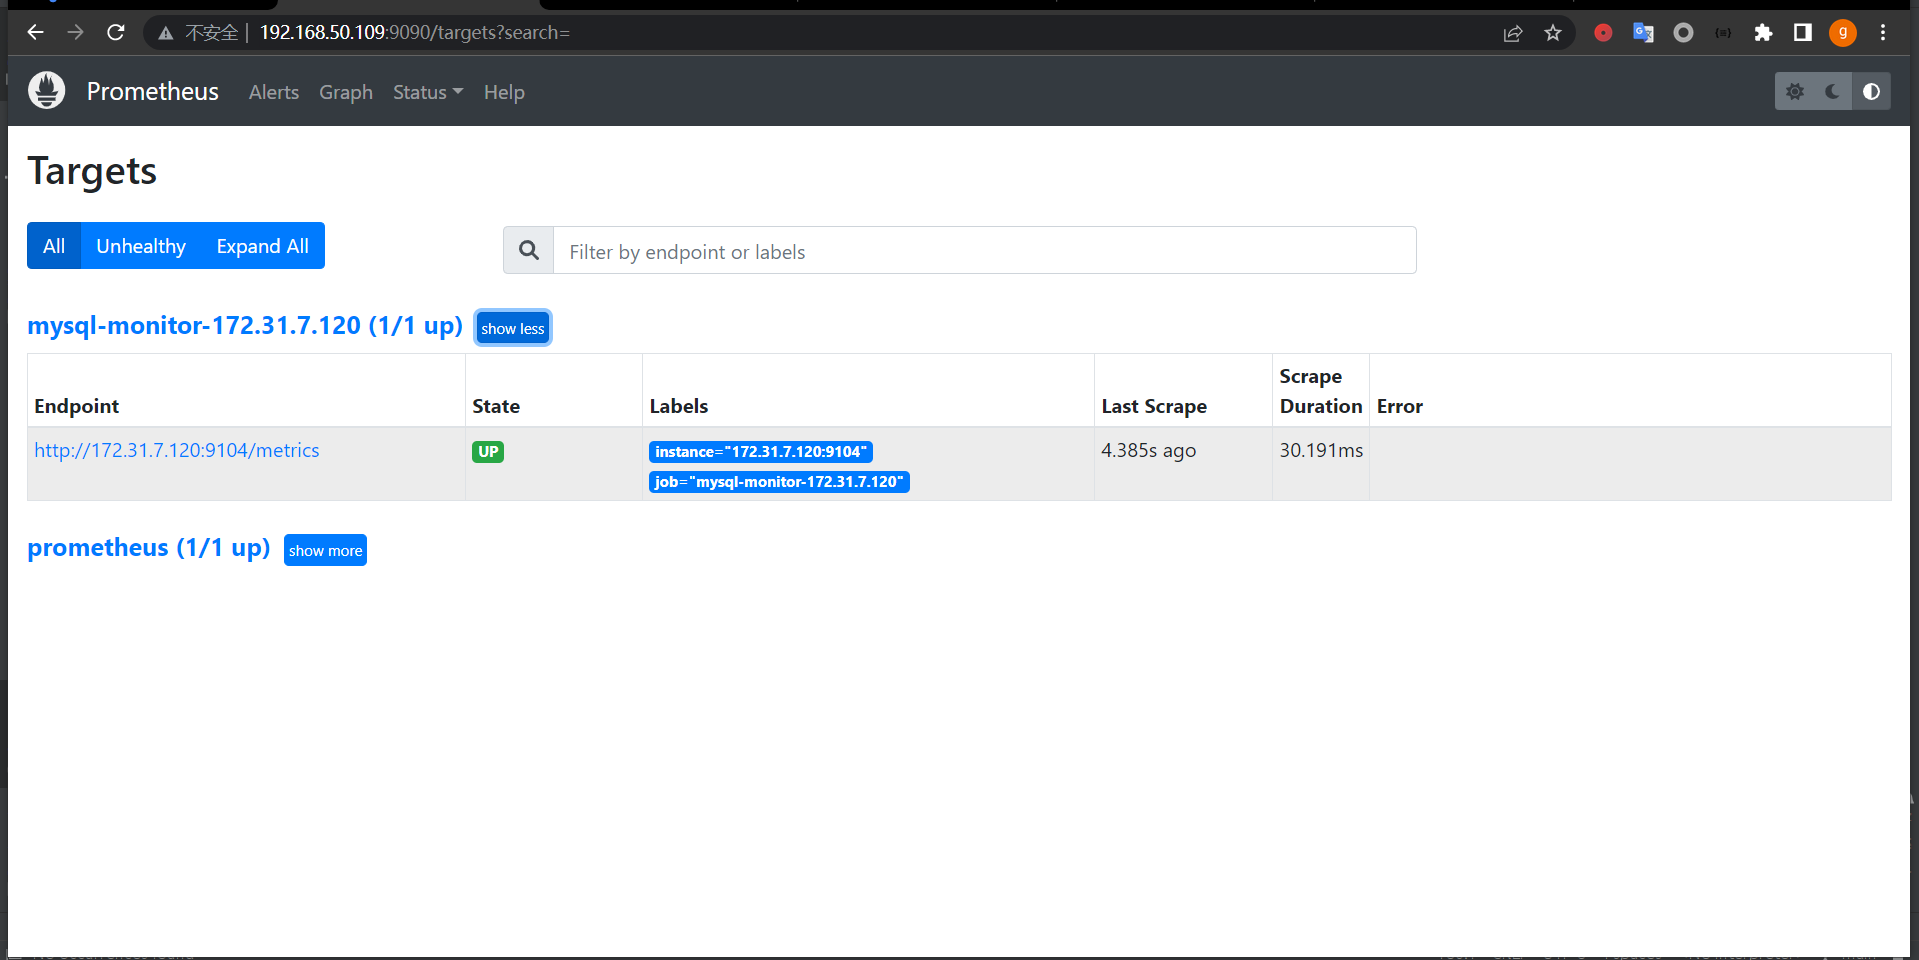 不安全 192.168.50.109:9090/targets?search=
g
Prometheus Alerts Graph Status Help
Targets
All Unhealthy Expand All
Filter by endpoint or labels
mysql-monitor-172.31.7.120 (1/1 up) show less
Endpoint State Labels Last Scrape Scrape Duration Error
http://172.31.7.120:9104/metrics UP instance="172.31.7.120:9104" 4.385s ago 30.191ms
job="mysql-monitor-172.31.7.120"
prometheus (1/1 up) show more